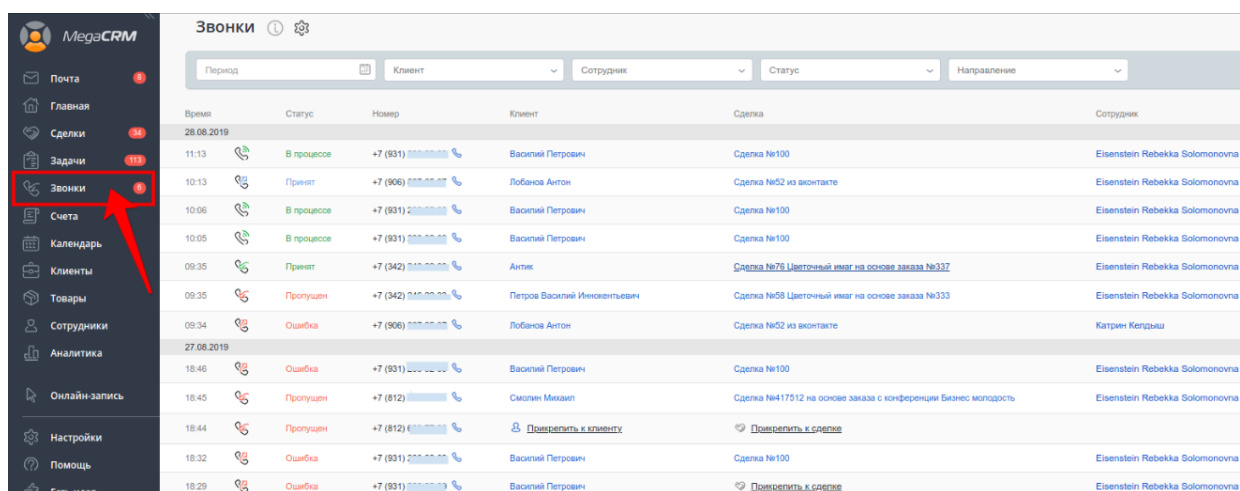 MegaCRM
Почта 8
Главная
Сделки 34
Задачи 113
Звонки 6
Счета
Календарь
Клиенты
Товары
Сотрудники
Аналитика
Онлайн-запись
Настройки
Помощь
Звонки
Период Клиент Сотрудник Статус Направление
Время Статус Номер Клиент Сделка Сотрудник
28.08.2019
11:13 В процессе +7 (931) Василий Петрович Сделка №100 Eisenstein Rebekka Solomonovna
10:13 Принят +7 (906) Лобанов Антон Сделка №52 из вконтакте Eisenstein Rebekka Solomonovna
10:06 В процессе +7 (931) Василий Петрович Сделка №100 Eisenstein Rebekka Solomonovna
10:05 В процессе +7 (931) Василий Петрович Сделка №100 Eisenstein Rebekka Solomonovna
09:35 Принят +7 (342) Антик Сделка №76 Цветочный имаг на основе заказа №337 Eisenstein Rebekka Solomonovna
09:35 Пропущен +7 (342) Петров Василий Иннокентьевич Сделка №58 Цветочный имаг на основе заказа №333 Eisenstein Rebekka Solomonovna
09:34 Ошибка +7 (906) Лобанов Антон Сделка №52 из вконтакте Катрин Келдыш
27.08.2019
18:46 Ошибка +7 (931) Василий Петрович Сделка №100 Eisenstein Rebekka Solomonovna
18:45 Пропущен +7 (812) Смолин Михаил Сделка №417512 на основе заказа с конференции Бизнес молодость Eisenstein Rebekka Solomonovna
18:44 Пропущен +7 (812) Прикрепить к клиенту Прикрепить к сделке
18:32 Ошибка +7 (931) Василий Петрович Сделка №100 Eisenstein Rebekka Solomonovna
18:29 Ошибка +7 (931) Василий Петрович Прикрепить к сделке Eisenstein Rebekka Solomonovna